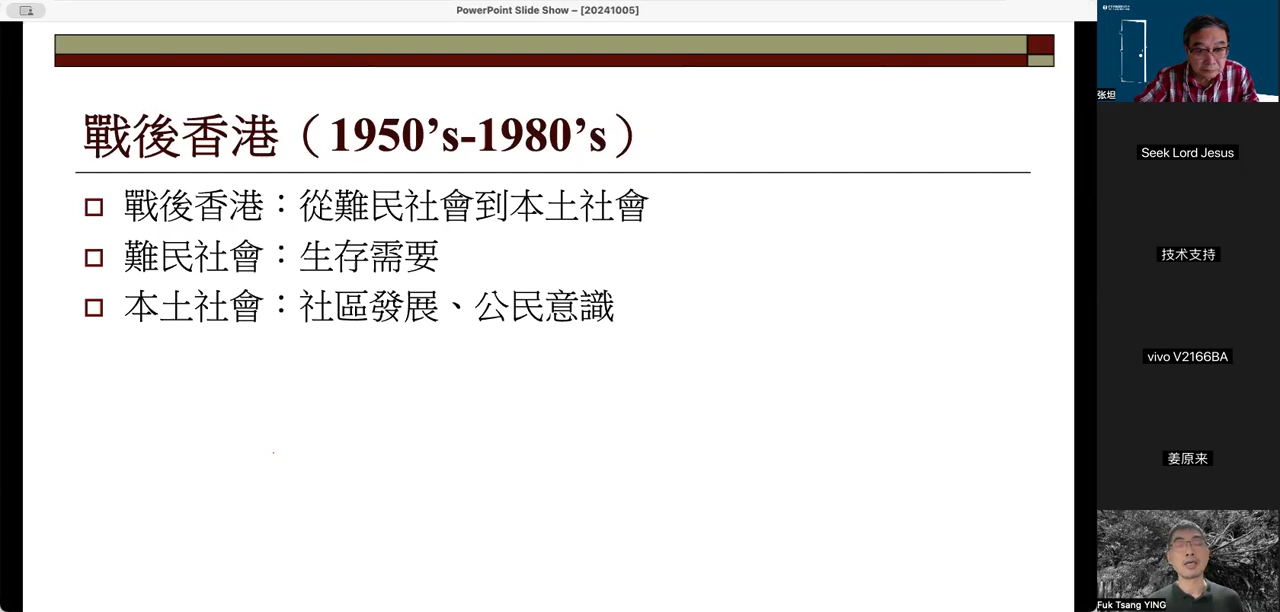 PowerPoint Slide Show – [20241005]
戰後香港（1950’s-1980’s）
戰後香港：從難民社會到本土社會
難民社會：生存需要
本土社會：社區發展、公民意識
张坦
Seek Lord Jesus
技术支持
vivo V2166BA
姜原来
Fuk Tsang YING